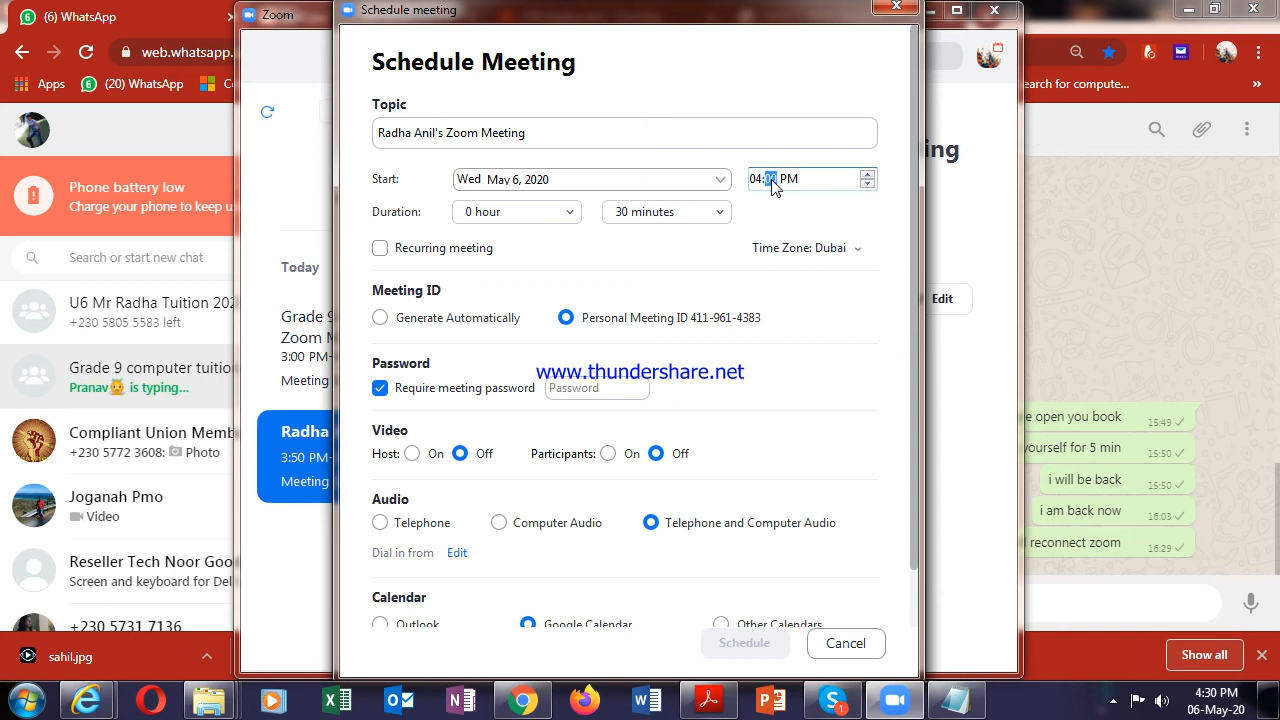 (6) WhatsApp
Zoom
Schedule meeting
web.whatsapp.
Apps
(20) WhatsApp
earch for compute...
»
Phone battery low
Charge your phone to keep u
Search or start new chat
U6 Mr Radha Tuition 202
+230 5805 5583 left
Grade 9 computer tuitio
Pranav👨 is typing...
Compliant Union Memb
+230 5772 3608: Photo
Joganah Pmo
Video
Reseller Tech Noor Goo
Screen and keyboard for Del
+230 5731 7136
Today
Grade 9
Zoom M
3:00 PM-
Meeting
Radha
3:50 PM-
Meeting
Schedule Meeting
Topic
Radha Anil's Zoom Meeting
Start:
Wed May 6, 2020
04:00 PM
Duration:
0 hour
30 minutes
Recurring meeting
Time Zone: Dubai
Meeting ID
Generate Automatically
Personal Meeting ID 411-961-4383
Password
www.thundershare.net
Require meeting password
Password
Video
Host:
On
Off
Participants:
On
Off
Audio
Telephone
Computer Audio
Telephone and Computer Audio
Dial in from
Edit
Calendar
Outlook
Google Calendar
Other Calendars
Schedule
Cancel
ing
Edit
e open you book
15:49
yourself for 5 min
15:50
i will be back
15:50
i am back now
16:03
reconnect zoom
16:29
sahil.jpg
Show all
4:30 PM
06-May-20